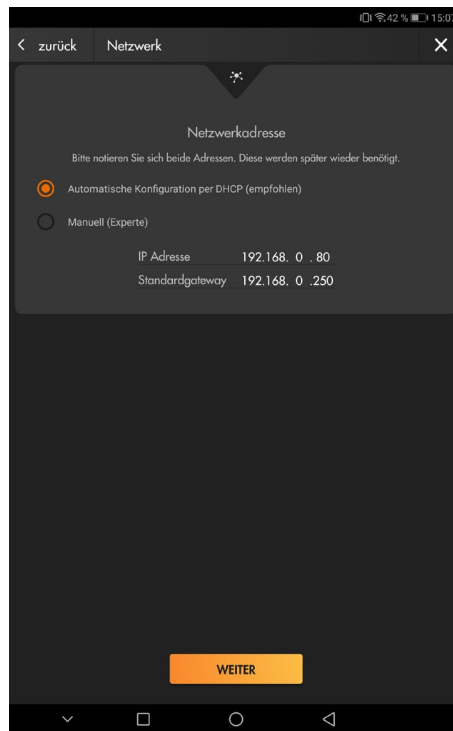 42 % 15:07
zurück Netzwerk
Netzwerkadresse
Bitte notieren Sie sich beide Adressen. Diese werden später wieder benötigt.
Automatische Konfiguration per DHCP (empfohlen)
Manuell (Experte)
IP Adresse 192.168. 0 . 80
Standardgateway 192.168. 0 .250
WEITER